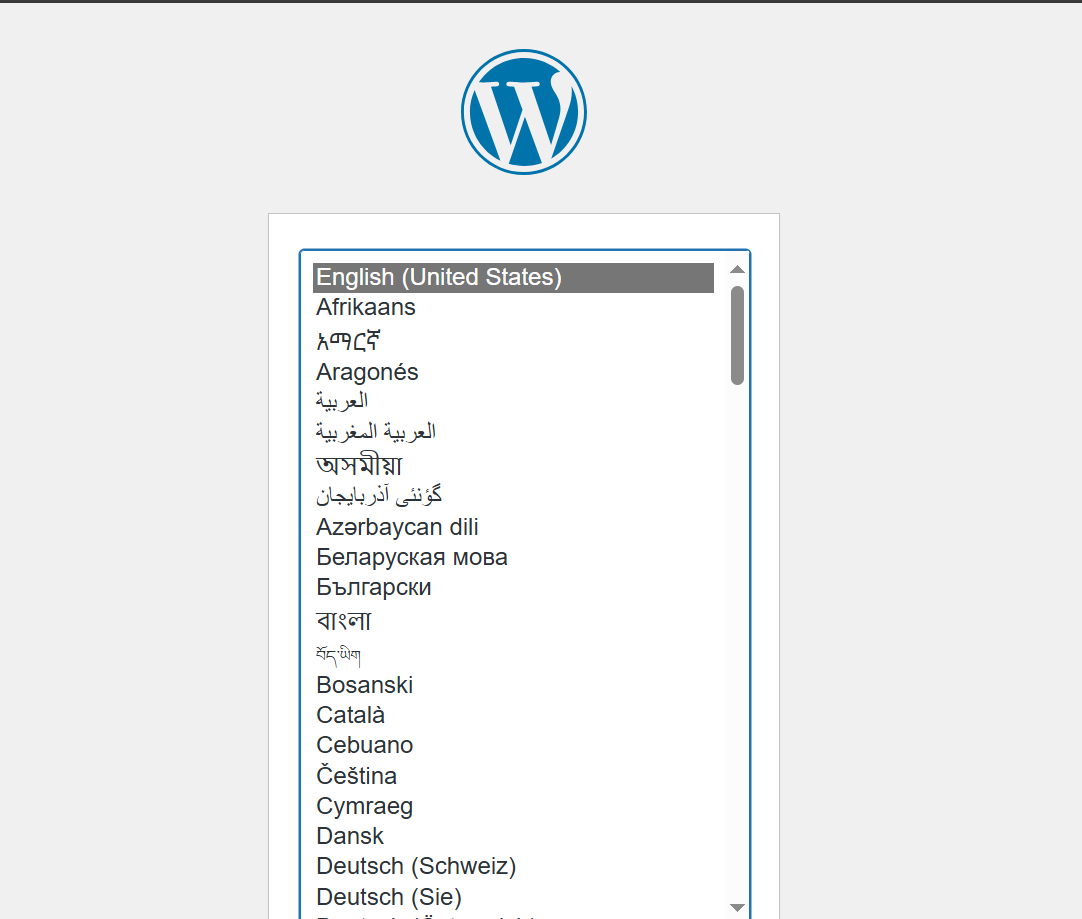 English (United States)
Afrikaans
አማርኛ
Aragonés
العربية
العربية المغربية
অসমীয়া
گؤنئی آذربایجان
Azərbaycan dili
Беларуская мова
Български
বাংলা
བོད་ཡིག
Bosanski
Català
Cebuano
Čeština
Cymraeg
Dansk
Deutsch (Schweiz)
Deutsch (Sie)